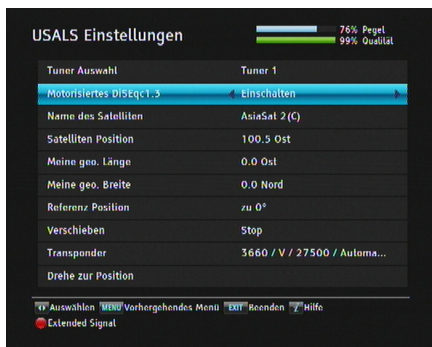 USALS Einstellungen
76% Pegel
99% Qualität
Tuner Auswahl Tuner 1
Motorisiertes DiSEqc1.3 Einschalten
Name des Satelliten AsiaSat 2(C)
Satelliten Position 100.5 Ost
Meine geo. Länge 0.0 Ost
Meine geo. Breite 0.0 Nord
Referenz Position zu 0°
Verschieben Stop
Transponder 3660 / V / 27500 / Automa...
Drehe zur Position
Auswählen MENU Vorhergehendes Menü EXIT Beenden i Hilfe
Extended Signal